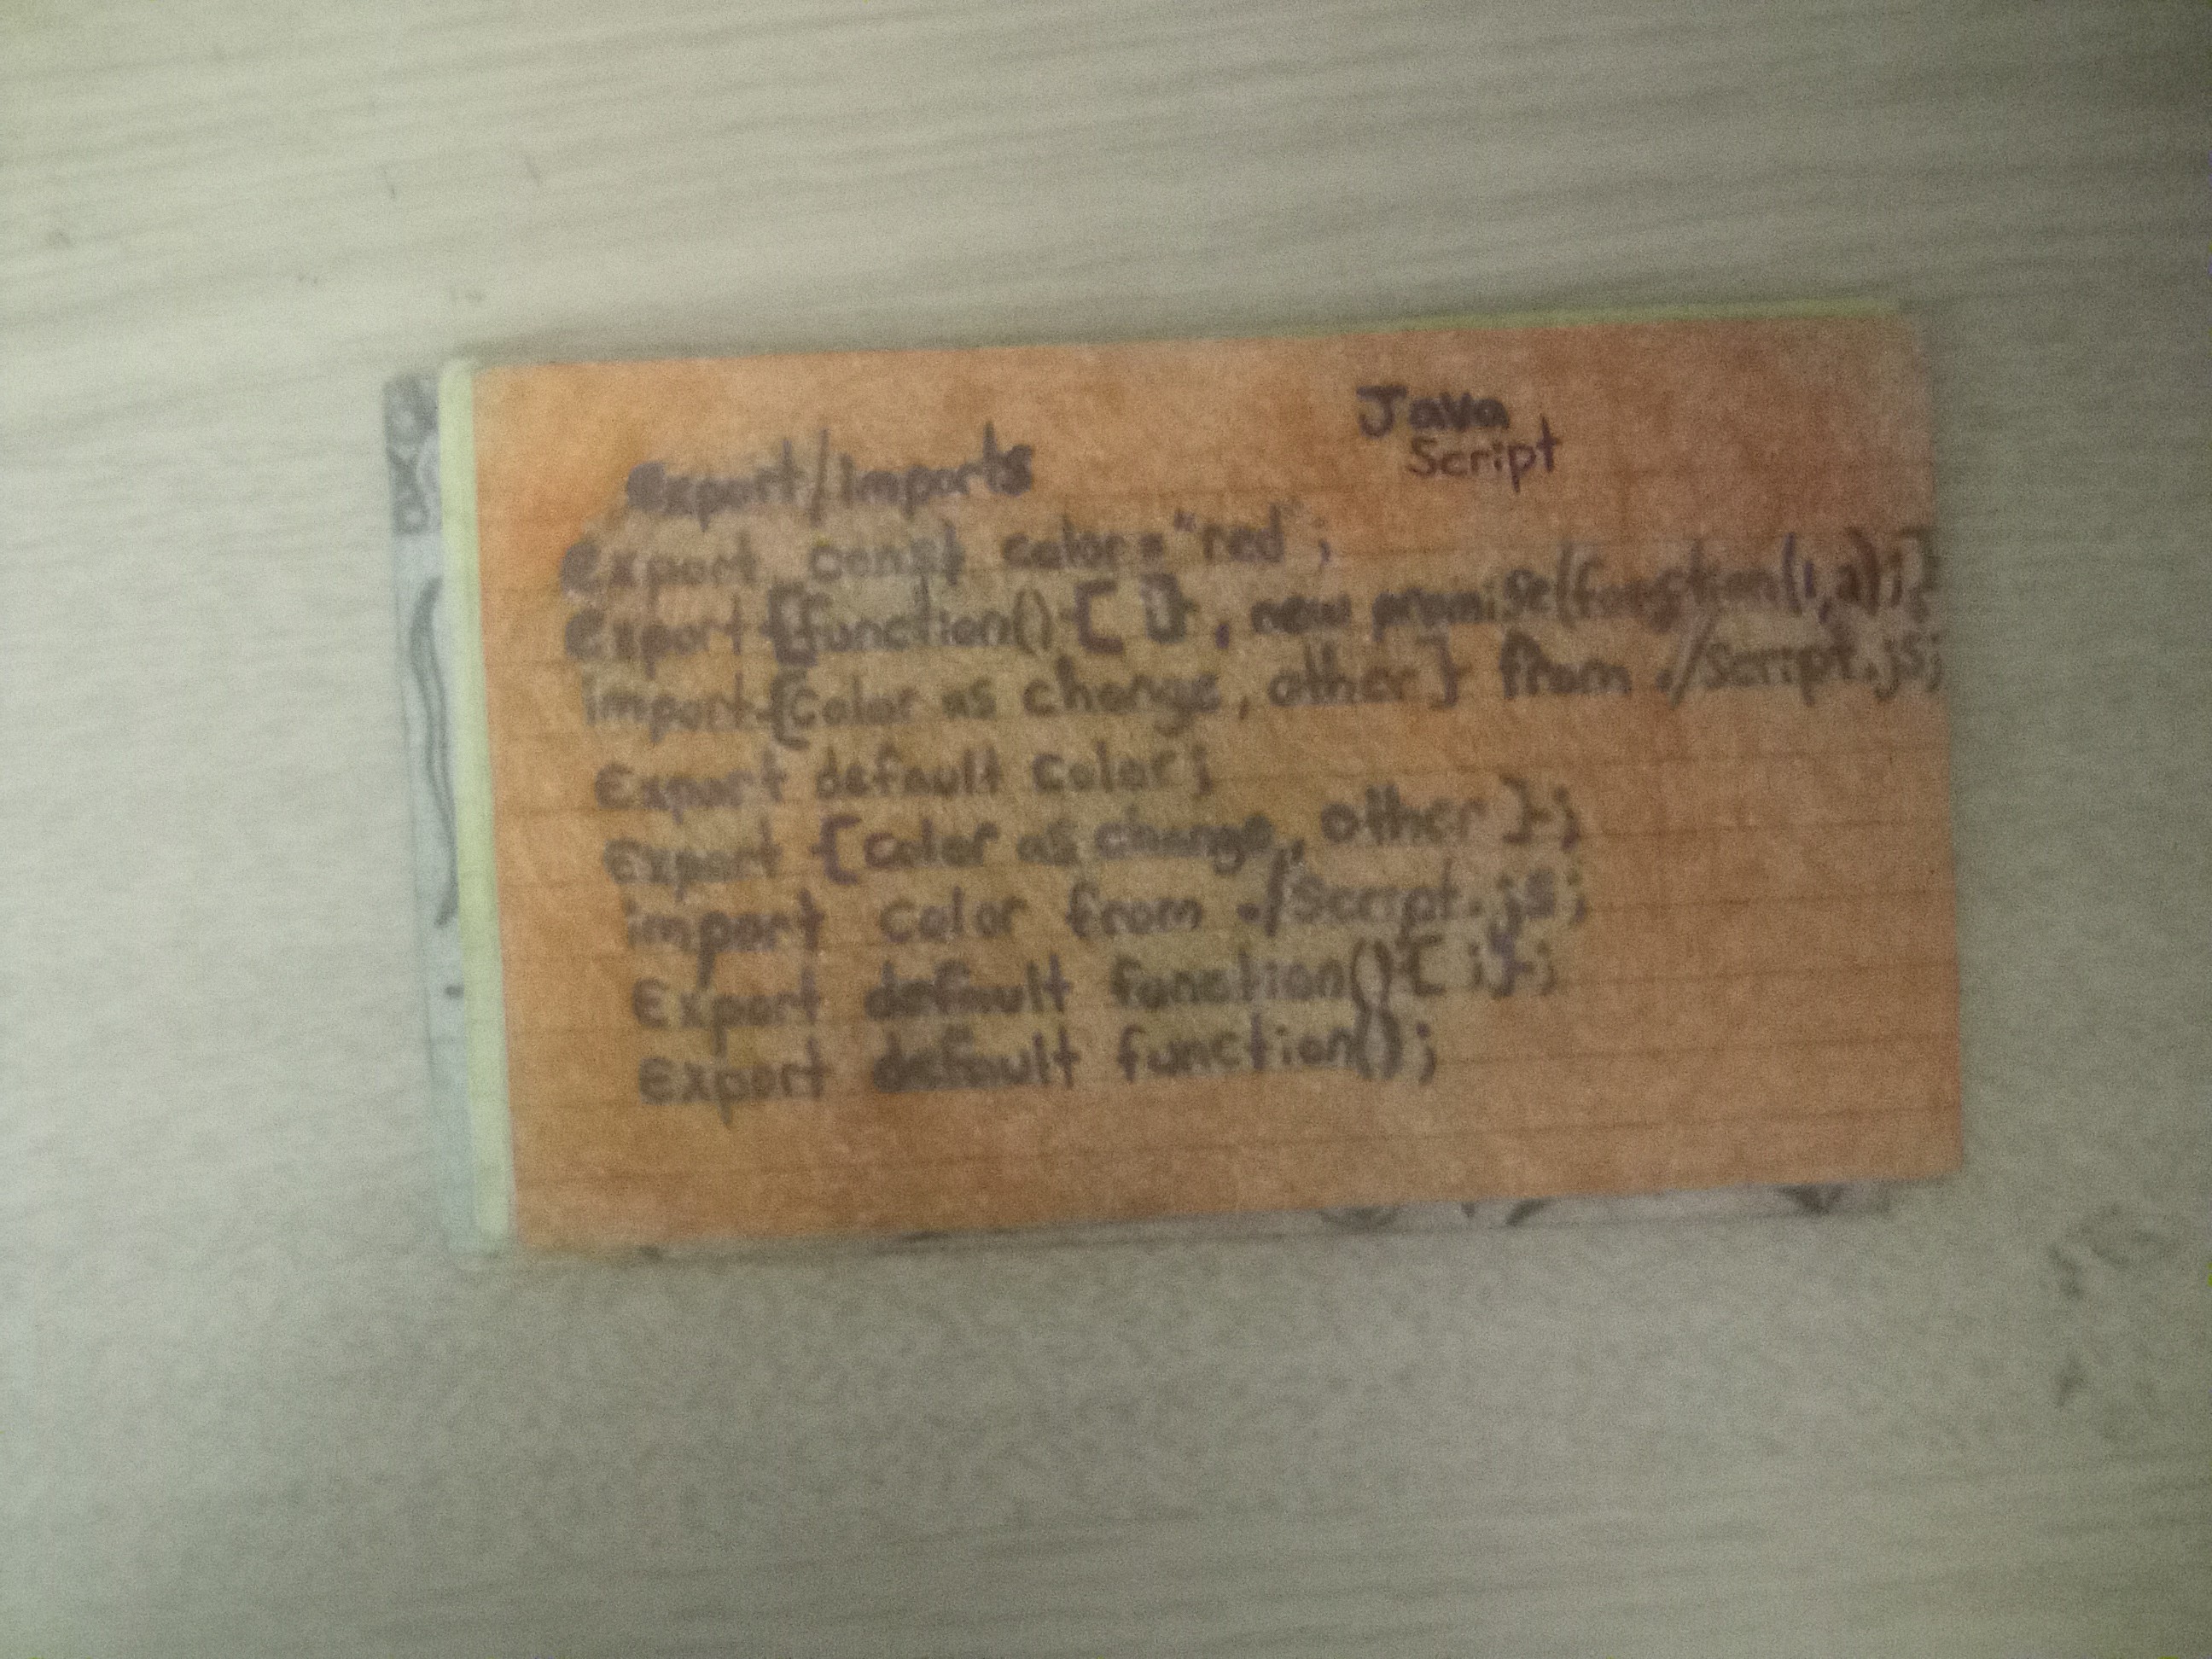 Java
Script
export/imports
export const color = "red";
export {function() { }, new promise(function(1,2);}
import {color as change, other } from ./Script.js;
Export default color;
export {color as change, other };
import color from ./Script.js;
Export default function() { ;};
export default function();